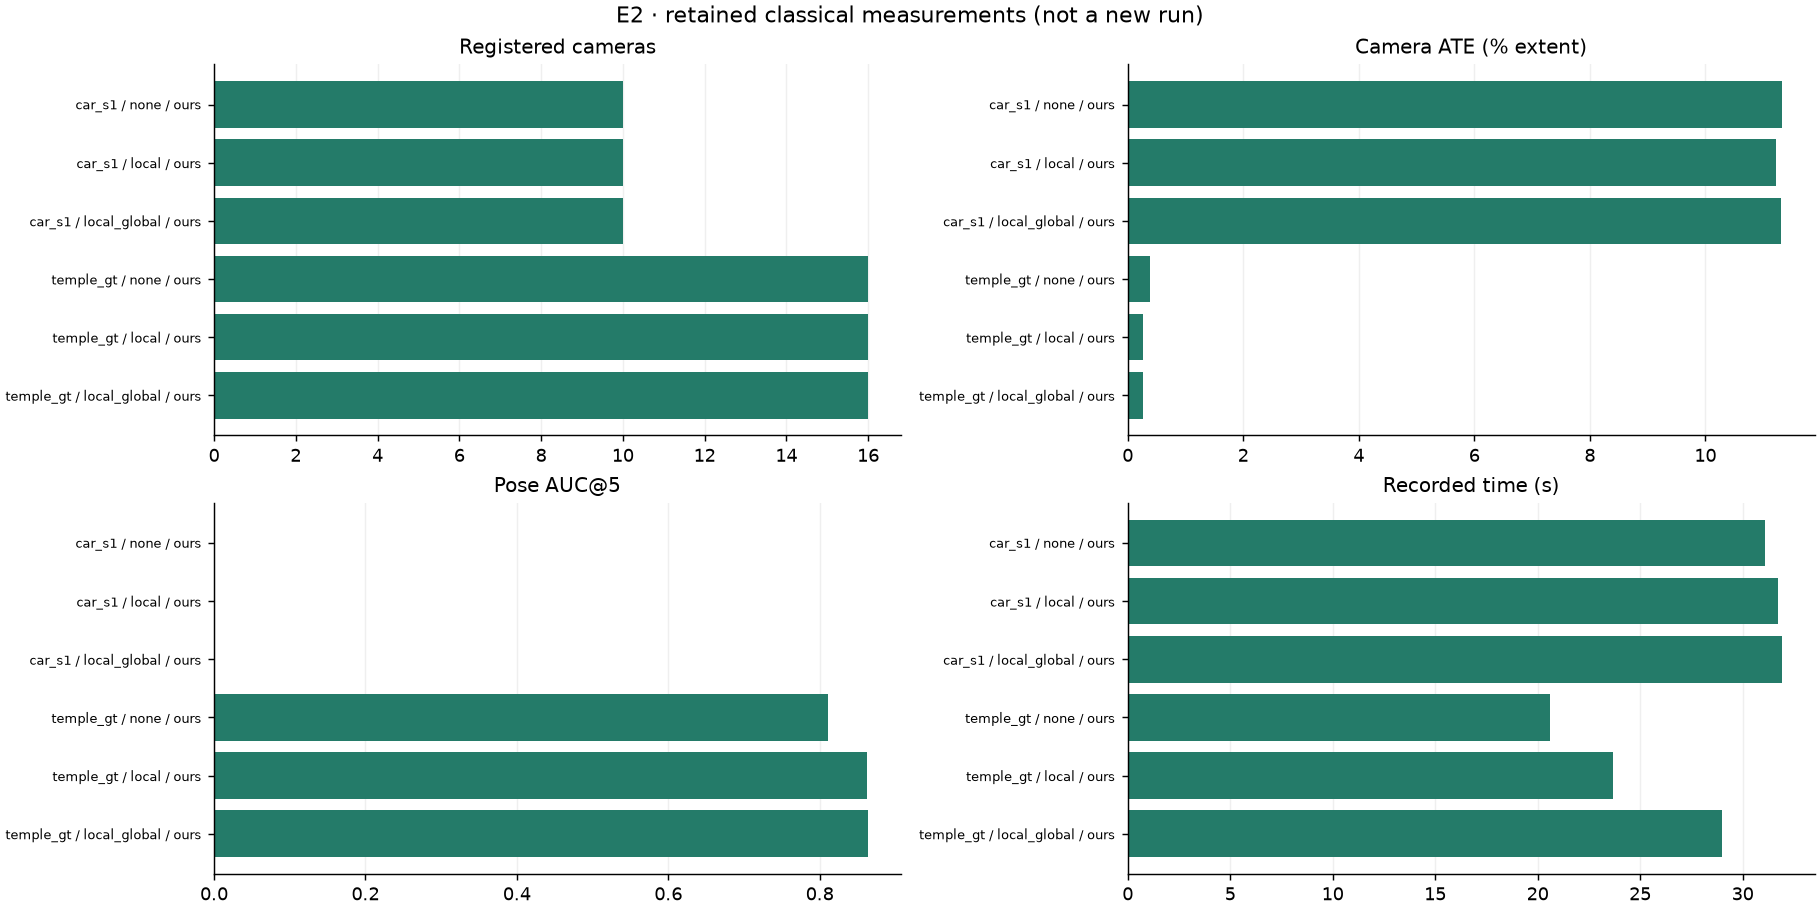 E2 · retained classical measurements (not a new run)
Registered cameras
car_s1 / none / ours
car_s1 / local / ours
car_s1 / local_global / ours
temple_gt / none / ours
temple_gt / local / ours
temple_gt / local_global / ours
0 2 4 6 8 10 12 14 16
Camera ATE (% extent)
car_s1 / none / ours
car_s1 / local / ours
car_s1 / local_global / ours
temple_gt / none / ours
temple_gt / local / ours
temple_gt / local_global / ours
0 2 4 6 8 10
Pose AUC@5
car_s1 / none / ours
car_s1 / local / ours
car_s1 / local_global / ours
temple_gt / none / ours
temple_gt / local / ours
temple_gt / local_global / ours
0.0 0.2 0.4 0.6 0.8
Recorded time (s)
car_s1 / none / ours
car_s1 / local / ours
car_s1 / local_global / ours
temple_gt / none / ours
temple_gt / local / ours
temple_gt / local_global / ours
0 5 10 15 20 25 30